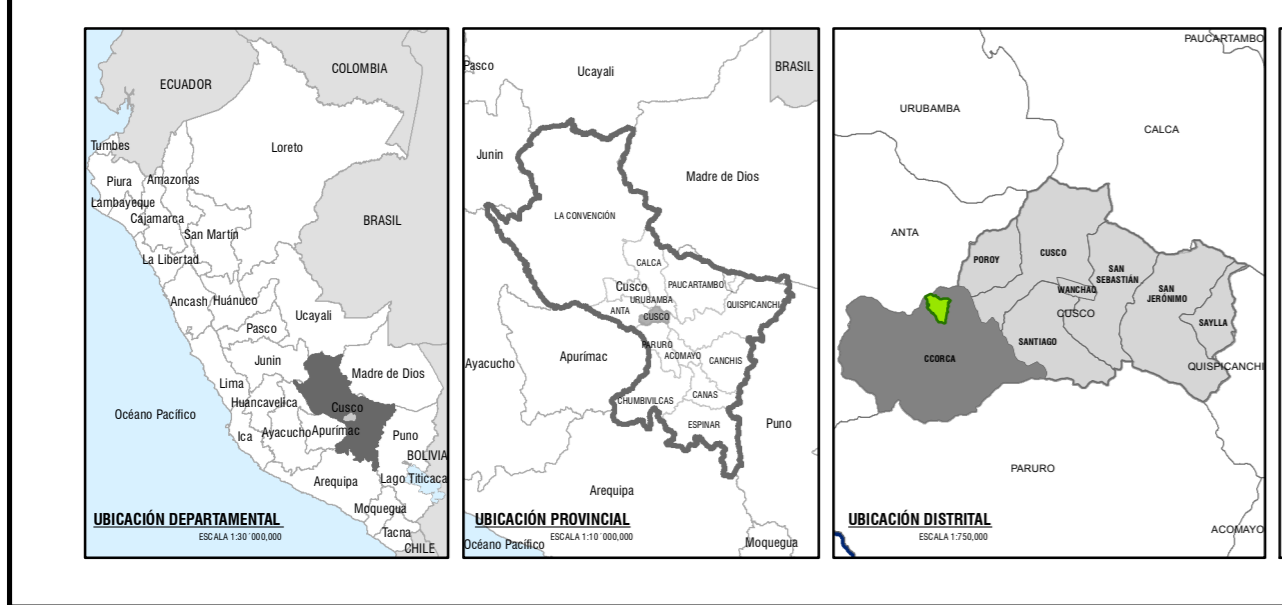 ECUADOR
COLOMBIA
Tumbes
Loreto
Piura
Amazonas
Lambayeque
Cajamarca
San Martín
BRASIL
La Libertad
Ancash
Huánuco
Ucayali
Pasco
Junin
Lima
Madre de Dios
Huancavelica
Cusco
Océano Pacífico
Ica
Ayacucho
Apurímac
Puno
BOLIVIA
Arequipa
Lago Titicaca
Moquegua
Tacna
CHILE
UBICACIÓN DEPARTAMENTAL
ESCALA 1:30´000,000
Pasco
Ucayali
BRASIL
Junin
Madre de Dios
LA CONVENCIÓN
CALCA
Cusco
PAUCARTAMBO
URUBAMBA
QUISPICANCHI
ANTA
CUSCO
PARURO
ACOMAYO
CANCHIS
Ayacucho
Apurímac
CHUMBIVILCAS
CANAS
ESPINAR
Puno
Arequipa
UBICACIÓN PROVINCIAL
ESCALA 1:10´000,000
Océano Pacífico
Moquegua
PAUCARTAMBO
URUBAMBA
CALCA
ANTA
POROY
CUSCO
SAN
SEBASTIÁN
WANCHAQ
SAN
JERÓNIMO
CUSCO
SAYLLA
SANTIAGO
CCORCA
QUISPICANCHI
PARURO
UBICACIÓN DISTRITAL
ESCALA 1:750,000
ACOMAYO